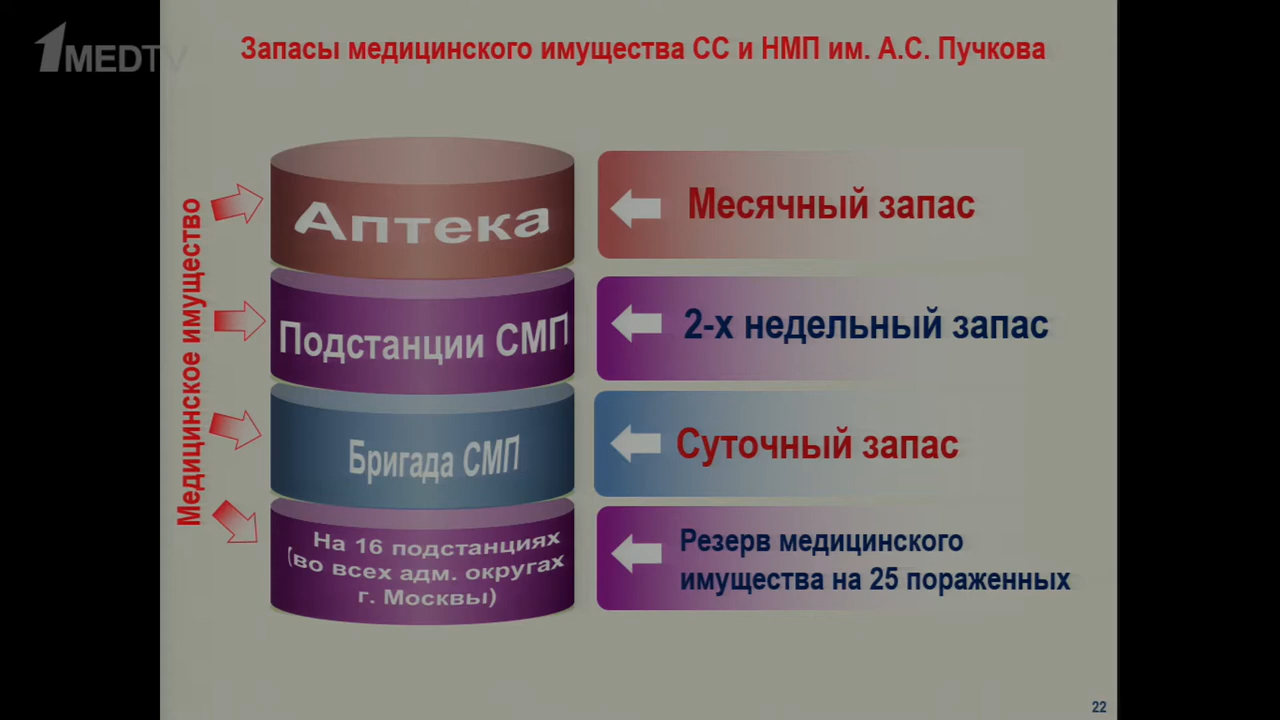 1MEDTV
Запасы медицинского имущества СС и НМП им. А.С. Пучкова
Медицинское имущество
Аптека
Месячный запас
Подстанции СМП
2-х недельный запас
Бригада СМП
Суточный запас
На 16 подстанциях
(во всех адм. округах
г. Москвы)
Резерв медицинского
имущества на 25 пораженных
22